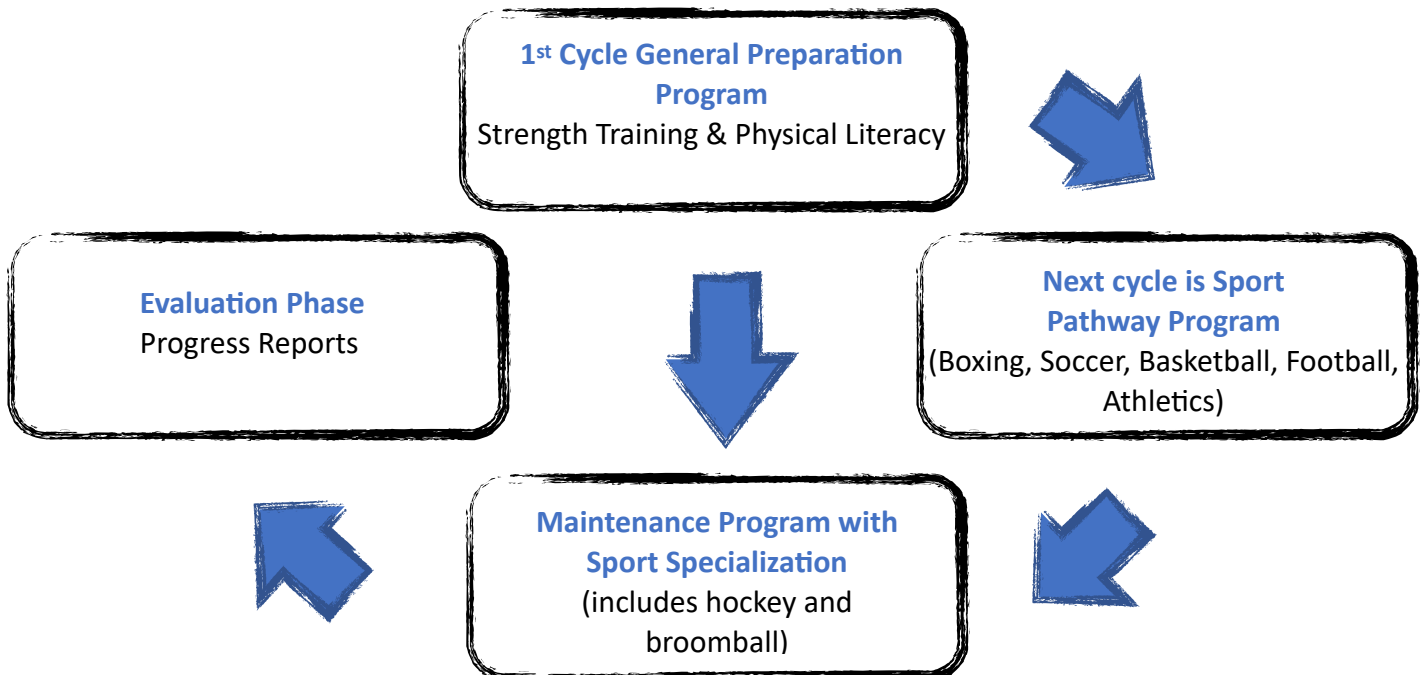 1st Cycle General Preparation
Program
Strength Training & Physical Literacy
Evaluation Phase
Progress Reports
Next cycle is Sport
Pathway Program
(Boxing, Soccer, Basketball, Football,
Athletics)
Maintenance Program with
Sport Specialization
(includes hockey and
broomball)